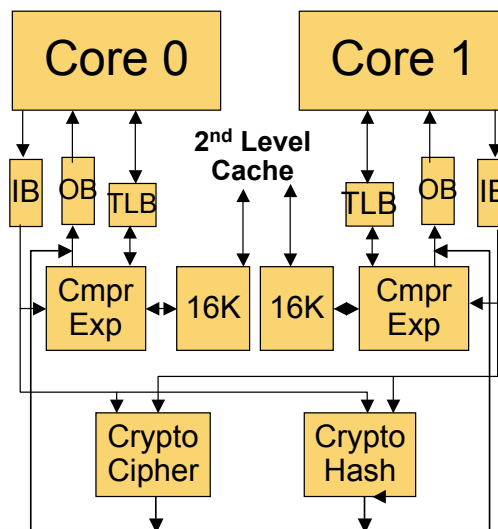 Core 0
Core 1
2nd Level
Cache
IB
OB
TLB
TLB
OB
IB
Cmpr
Exp
16K
16K
Cmpr
Exp
Crypto
Cipher
Crypto
Hash